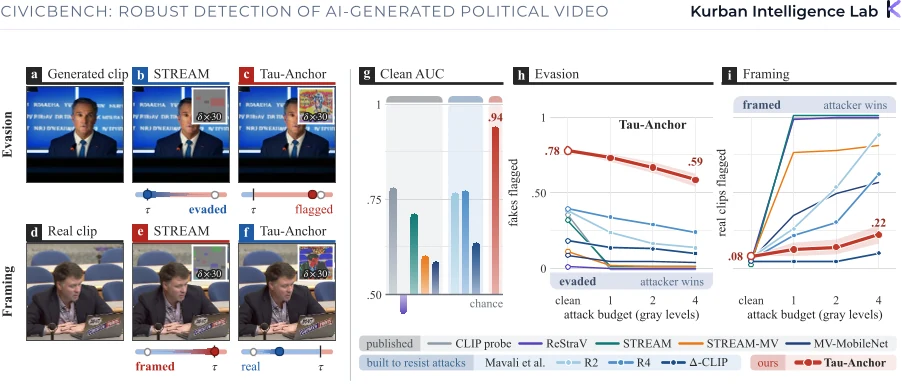 CIVICBENCH: ROBUST DETECTION OF AI-GENERATED POLITICAL VIDEO
Kurban Intelligence Lab
a Generated clip
b STREAM
c Tau-Anchor
Evasion
δ×30
δ×30
τ evaded
τ flagged
d Real clip
e STREAM
f Tau-Anchor
Framing
δ×30
δ×30
framed τ
real τ
g Clean AUC
1
.94
.75
.50
chance
h Evasion
fakes flagged
1
Tau-Anchor
.78
.59
.50
0
evaded attacker wins
clean 1 2 4
attack budget (gray levels)
i Framing
framed attacker wins
real clips flagged
.22
.08
clean 1 2 4
attack budget (gray levels)
published CLIP probe ReStraV STREAM STREAM-MV MV-MobileNet
built to resist attacks Mavali et al. R2 R4 Δ-CLIP ours Tau-Anchor